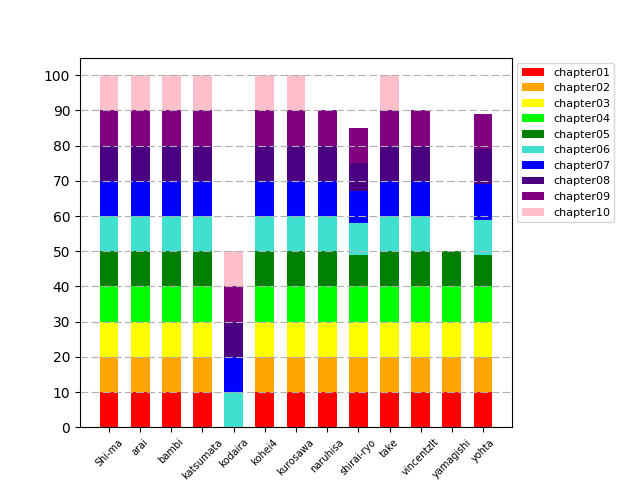 100
90
80
70
60
50
40
30
20
10
0
Shi-ma
arai
bambi
katsumata
kodaira
kohei4
kurosawa
naruhisa
shirai-ryo
take
vincentzlt
yamagishi
yohta
chapter01
chapter02
chapter03
chapter04
chapter05
chapter06
chapter07
chapter08
chapter09
chapter10